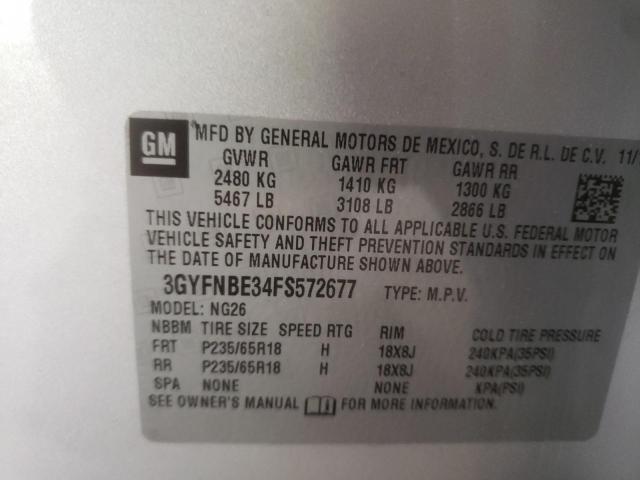 GM
MFD BY GENERAL MOTORS DE MEXICO, S. DE R.L. DE C.V. 11/
GVWR GAWR FRT GAWR RR
2480 KG 1410 KG 1300 KG
5467 LB 3108 LB 2866 LB
THIS VEHICLE CONFORMS TO ALL APPLICABLE U.S. FEDERAL MOTOR
VEHICLE SAFETY AND THEFT PREVENTION STANDARDS IN EFFECT ON
THE DATE OF MANUFACTURE SHOWN ABOVE.
3GYFNBE34FS572677 TYPE: M.P.V.
MODEL: NG26
NBBM TIRE SIZE SPEED RTG RIM COLD TIRE PRESSURE
FRT P235/65R18 H 18X8J 240KPA(35PSI)
RR P235/65R18 H 18X8J 240KPA(35PSI)
SPA NONE NONE KPA(PSI)
SEE OWNER'S MANUAL FOR MORE INFORMATION.